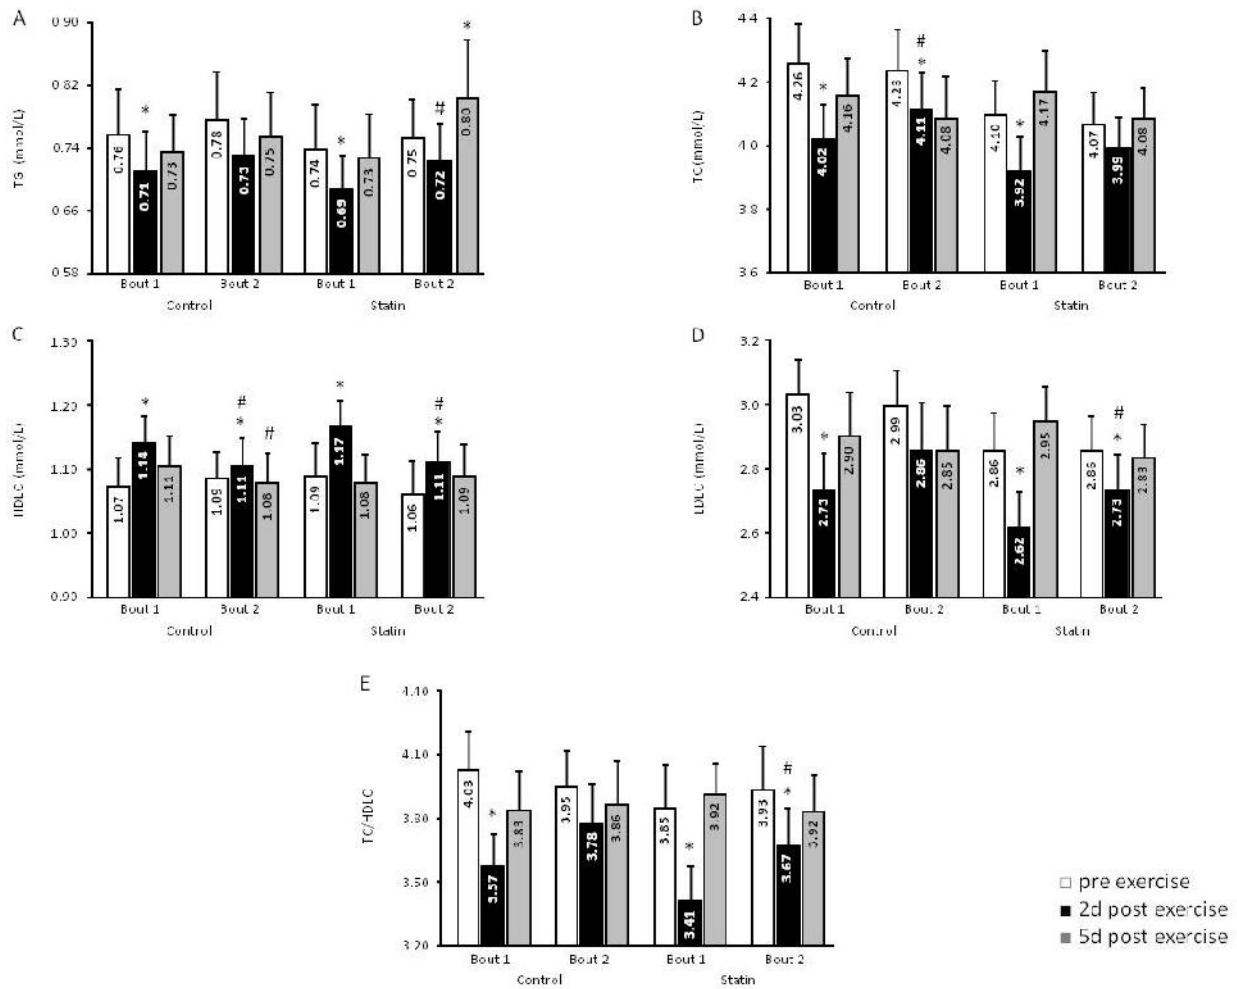 A
TG (mmol/L)
0.90
0.82
0.74
0.66
0.58
0.76
*
0.71
0.73
0.78
0.73
0.75
0.74
*
0.69
0.73
0.75
#
0.72
*
0.80
Bout 1
Bout 2
Bout 1
Bout 2
Control
Statin
B
TC (mmol/L)
4.4
4.2
4.0
3.8
3.6
4.26
*
4.02
4.16
4.23
#
*
4.11
4.08
4.10
*
3.92
4.17
4.07
3.99
4.08
Bout 1
Bout 2
Bout 1
Bout 2
Control
Statin
C
HDLC (mmol/L)
1.30
1.20
1.10
1.00
0.90
1.07
*
1.14
1.11
1.09
#
*
1.11
#
1.08
1.09
*
1.17
1.08
1.06
#
*
1.11
1.09
Bout 1
Bout 2
Bout 1
Bout 2
Control
Statin
D
LDLC (mmol/L)
3.2
3.0
2.8
2.6
2.4
3.03
*
2.73
2.90
2.99
2.86
2.85
2.86
*
2.62
2.95
2.86
#
*
2.73
2.83
Bout 1
Bout 2
Bout 1
Bout 2
Control
Statin
E
TC/HDLC
4.40
4.10
3.80
3.50
3.20
4.03
*
3.57
3.83
3.95
3.78
3.86
3.85
*
3.41
3.92
3.93
#
*
3.67
3.92
Bout 1
Bout 2
Bout 1
Bout 2
Control
Statin
pre exercise
2d post exercise
5d post exercise